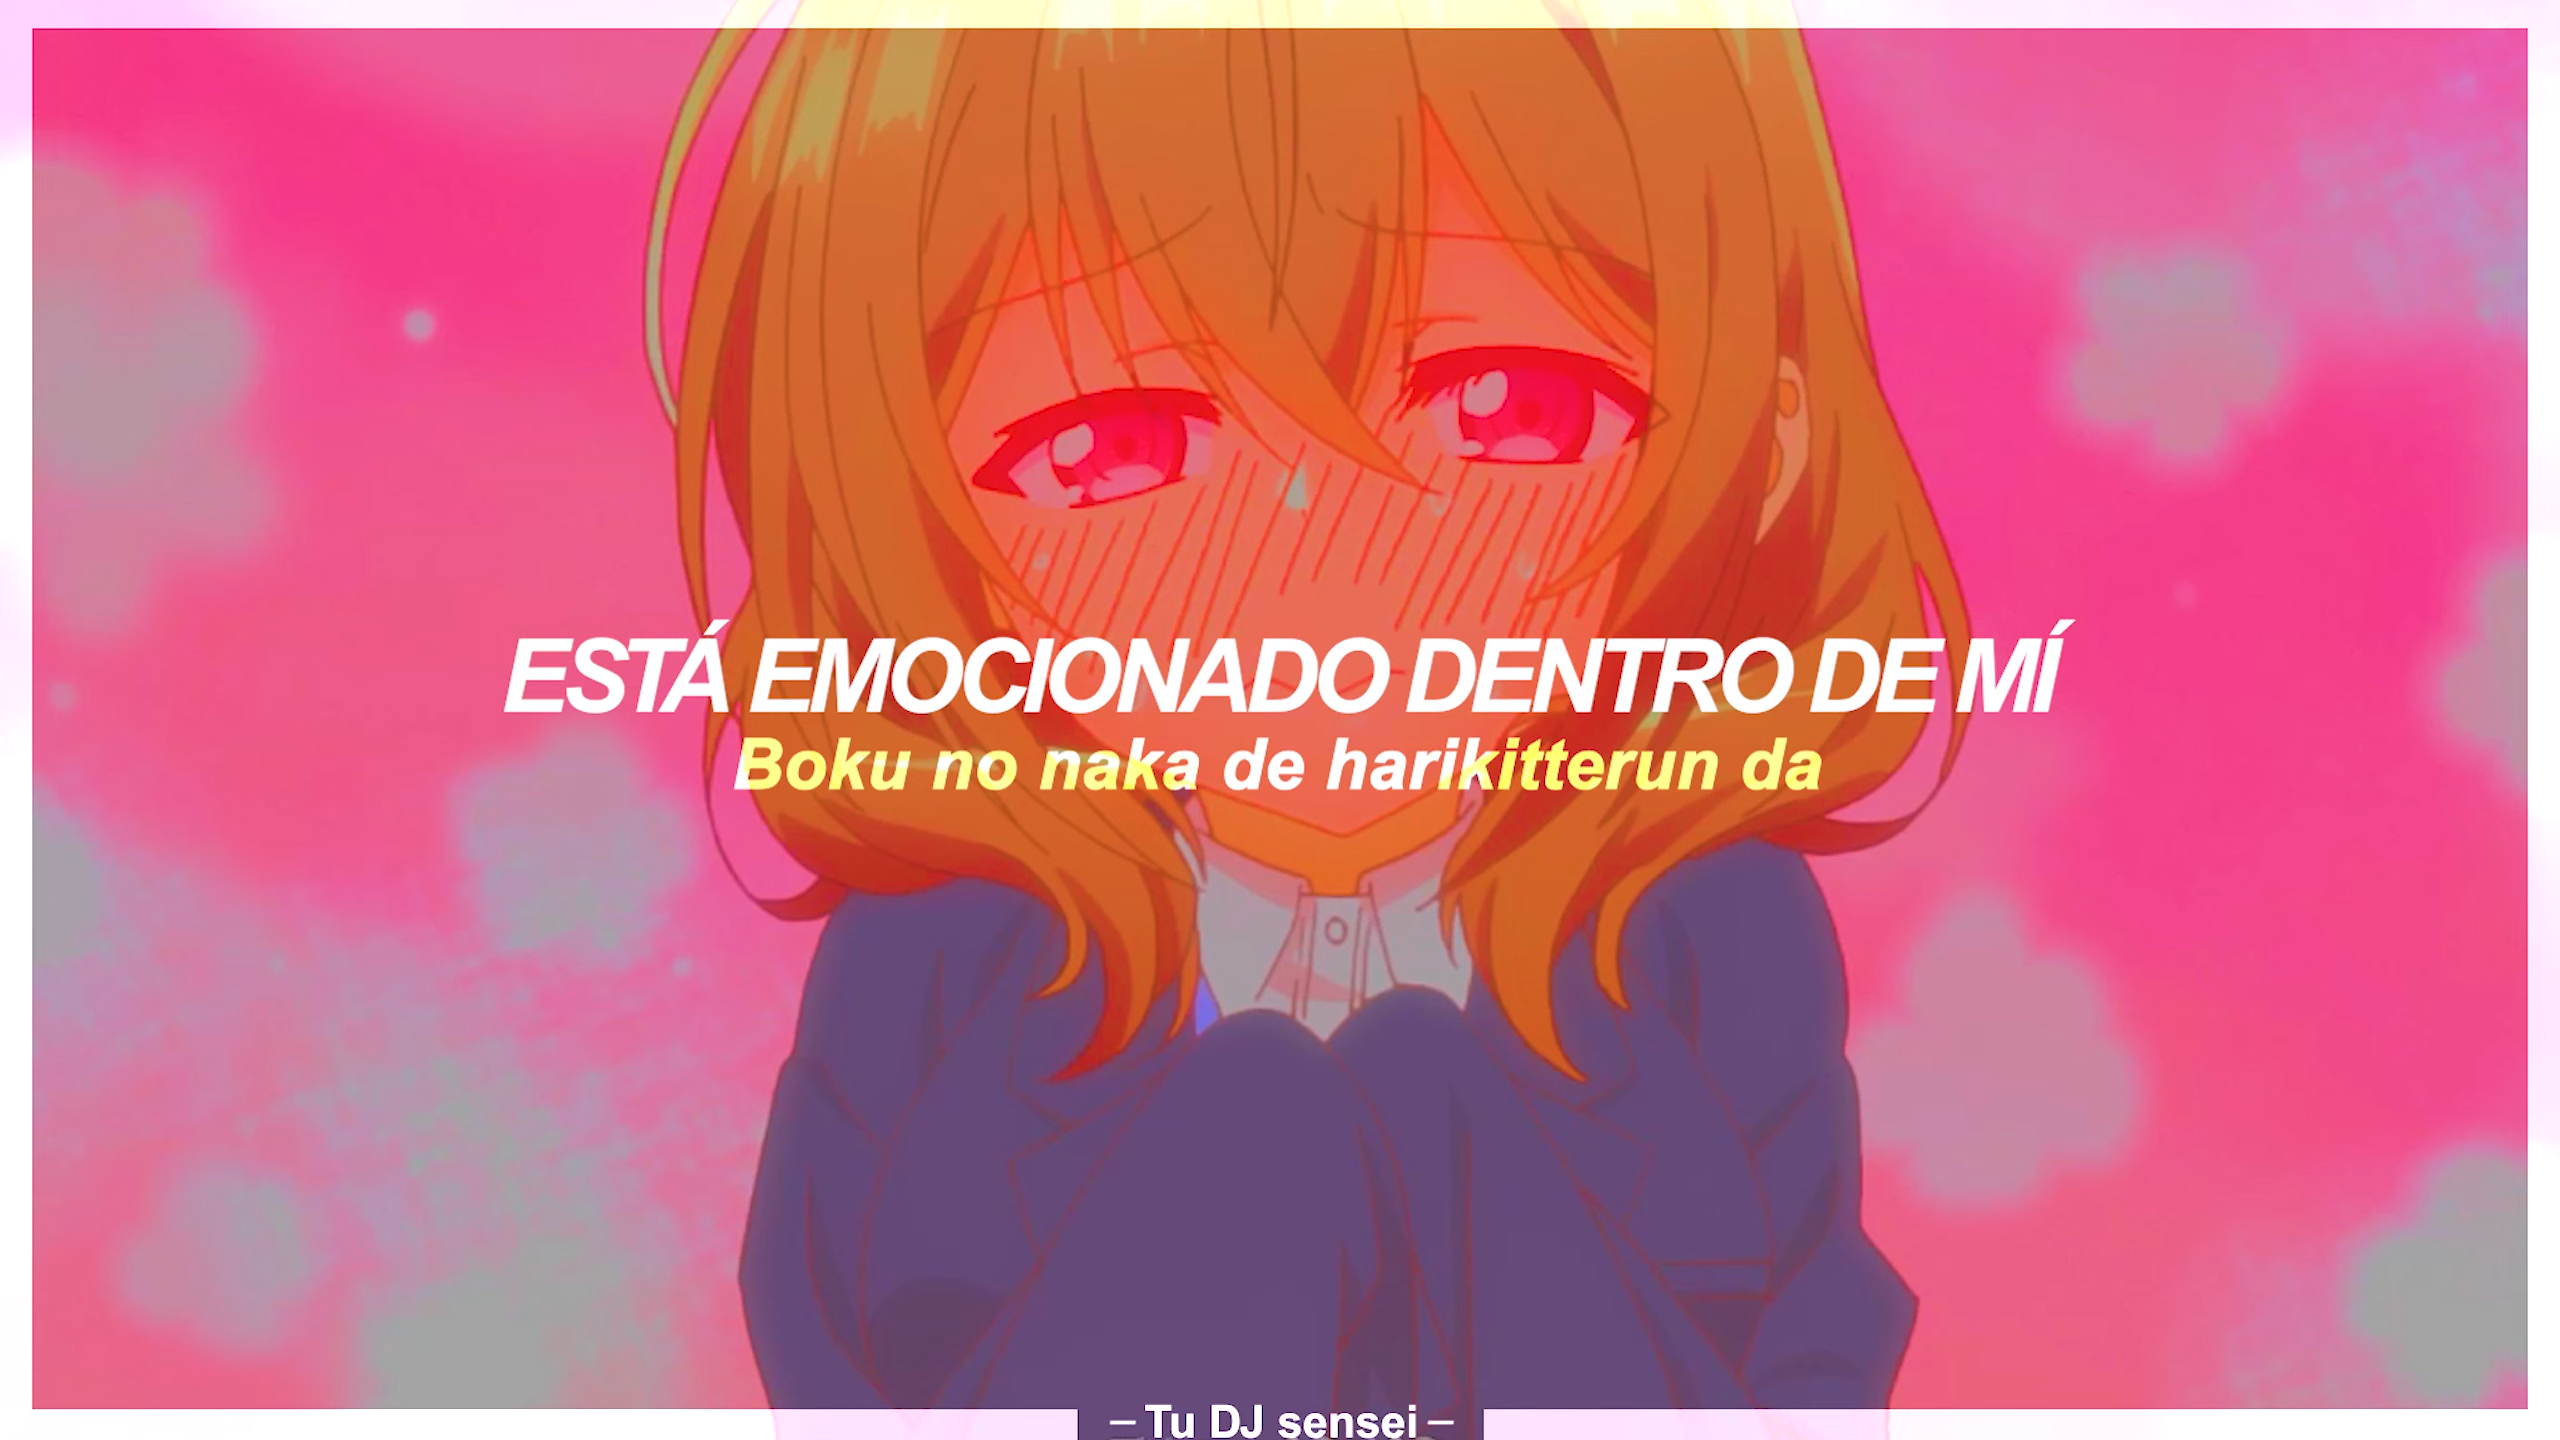 ESTÁ EMOCIONADO DENTRO DE MÍ
Boku no naka de harikitterun da
– Tu DJ sensei –